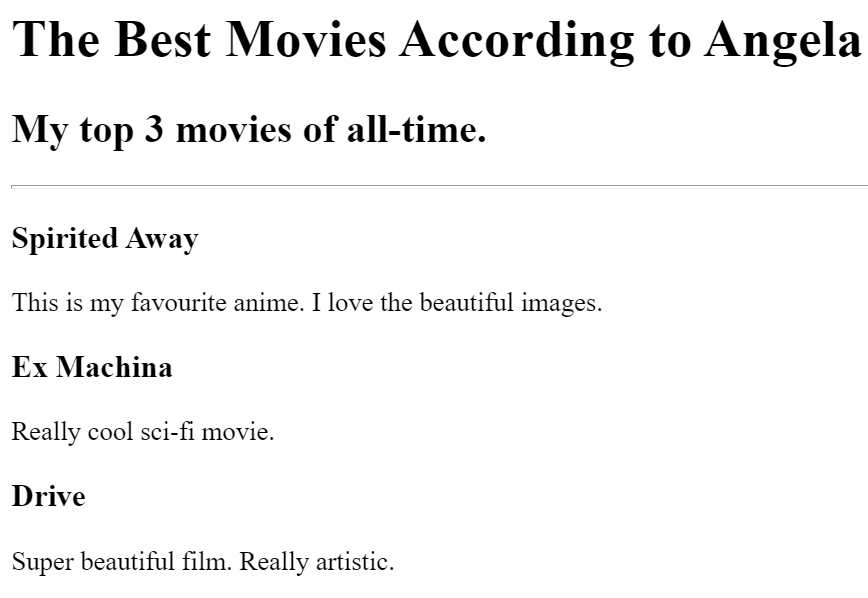 The Best Movies According to Angela
My top 3 movies of all-time.
Spirited Away
This is my favourite anime. I love the beautiful images.
Ex Machina
Really cool sci-fi movie.
Drive
Super beautiful film. Really artistic.